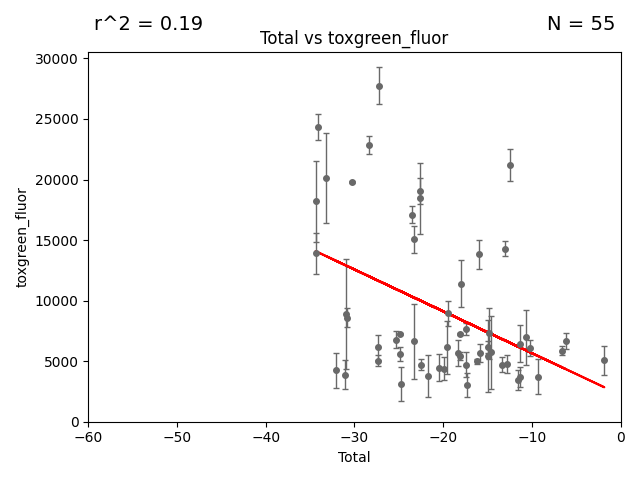 r^2 = 0.19
N = 55
Total vs toxgreen_fluor
30000
25000
20000
15000
10000
5000
0
toxgreen_fluor
−60
−50
−40
−30
−20
−10
0
Total